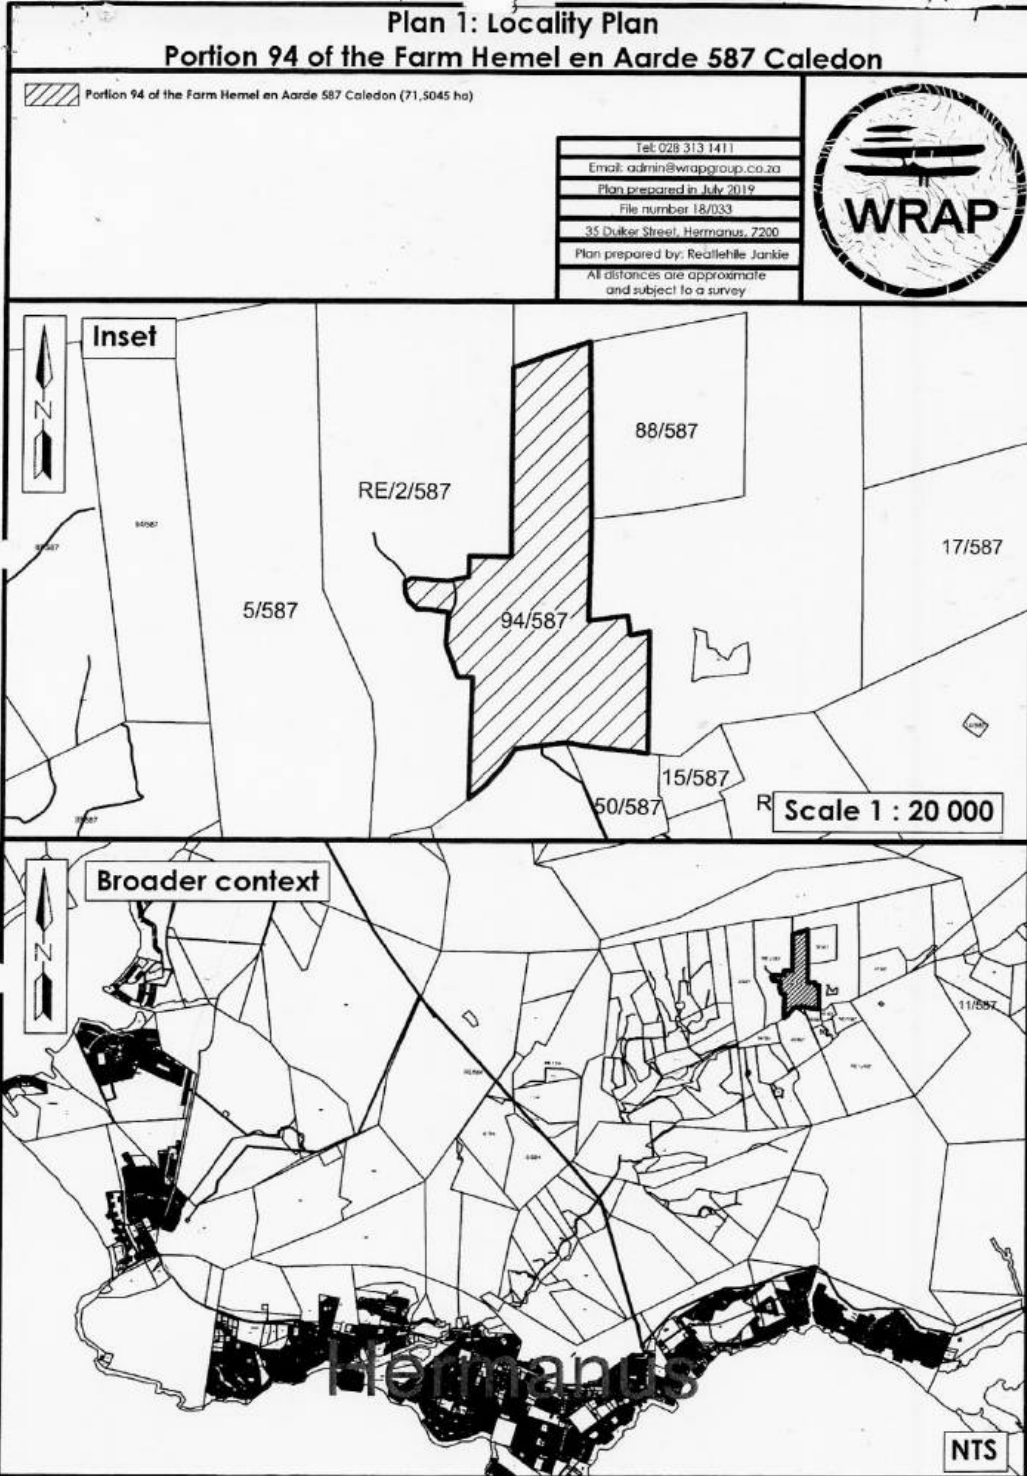 Plan 1: Locality Plan
Portion 94 of the Farm Hemel en Aarde 587 Caledon
Portion 94 of the Farm Hemel en Aarde 587 Caledon (71,5045 ha)
Tel: 028 313 1411
Email: admin@wrapgroup.co.za
Plan prepared in July 2019
File number 18/033
35 Duiker Street, Hermanus, 7200
Plan prepared by: Reatlehile Jankie
All distances are approximate
and subject to a survey
WRAP
Inset
N
88/587
RE/2/587
17/587
5/587
94/587
15/587
50/587
R
Scale 1 : 20 000
Broader context
N
11/587
Hermanus
NTS